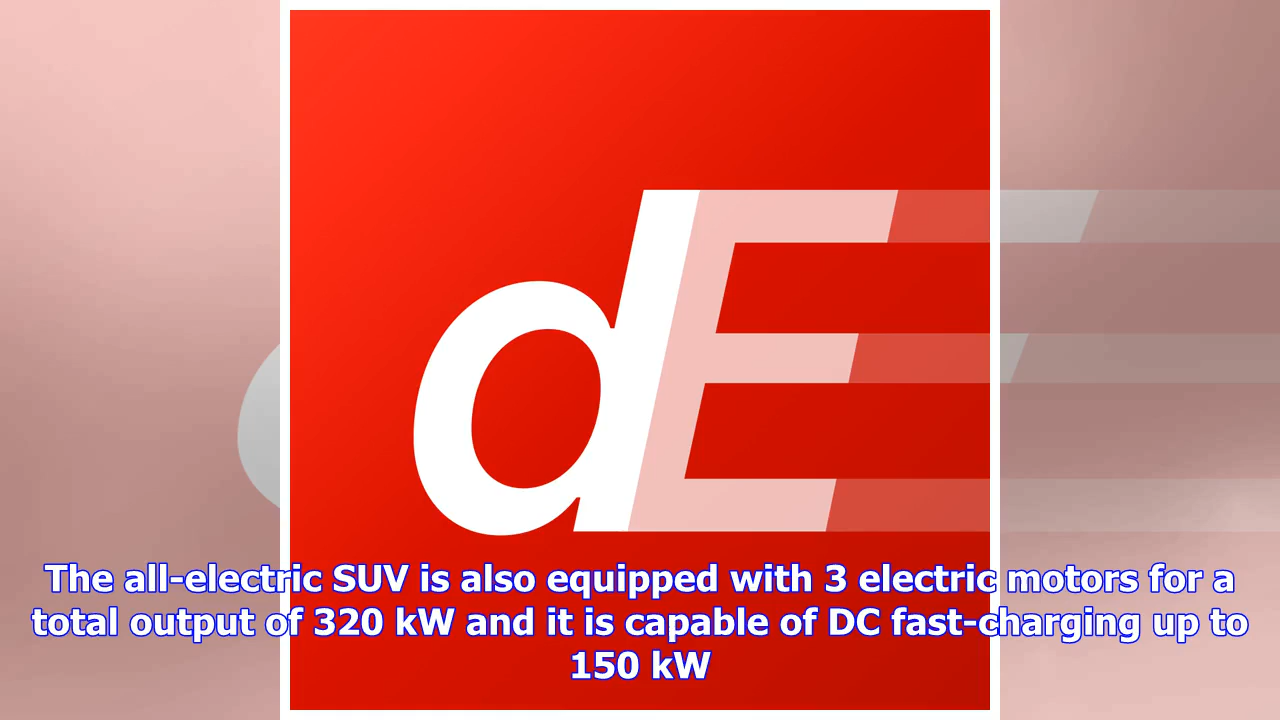 dE
The all-electric SUV is also equipped with 3 electric motors for a
total output of 320 kW and it is capable of DC fast-charging up to
150 kW